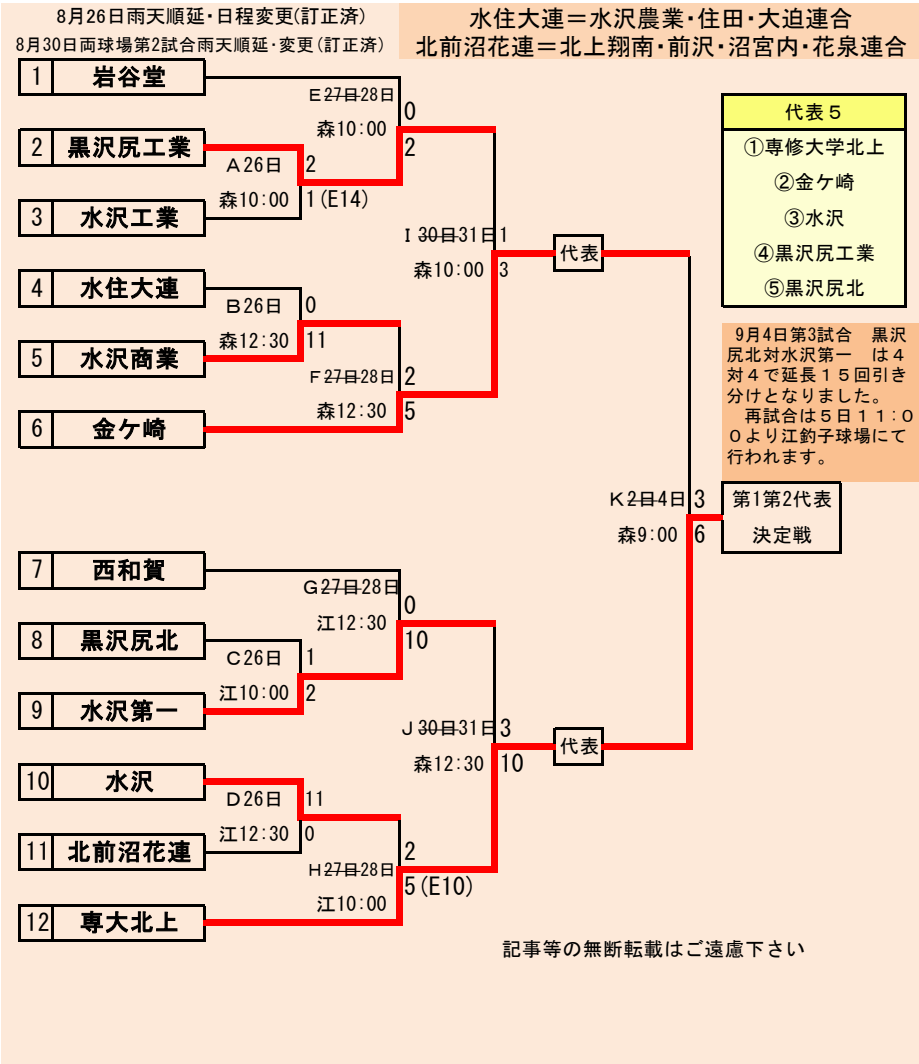 8月26日雨天順延・日程変更(訂正済)
8月30日両球場第2試合雨天順延・変更(訂正済)
水住大連＝水沢農業・住田・大迫連合
北前沼花連＝北上翔南・前沢・沼宮内・花泉連合
1 岩谷堂
E27日28日 0
森10:00 2
2 黒沢尻工業
A26日 2
森10:00 1(E14)
3 水沢工業
I 30日31日 1
森10:00 3
代表
4 水住大連
B26日 0
森12:30 11
5 水沢商業
F27日28日 2
森12:30 5
6 金ケ崎
代表５
①専修大学北上
②金ケ崎
③水沢
④黒沢尻工業
⑤黒沢尻北
9月4日第3試合　黒沢
尻北対水沢第一　は４
対４で延長１５回引き
分けとなりました。
再試合は５日１１:０
０より江釣子球場にて
行われます。
K2日4日 3
森9:00 6
第1第2代表
決定戦
7 西和賀
G27日28日 0
江12:30 10
8 黒沢尻北
C26日 1
江10:00 2
9 水沢第一
J 30日31日 3
森12:30 10
代表
10 水沢
D26日 11
江12:30 0
11 北前沼花連
H27日28日 2
江10:00 5(E10)
12 専大北上
記事等の無断転載はご遠慮下さい